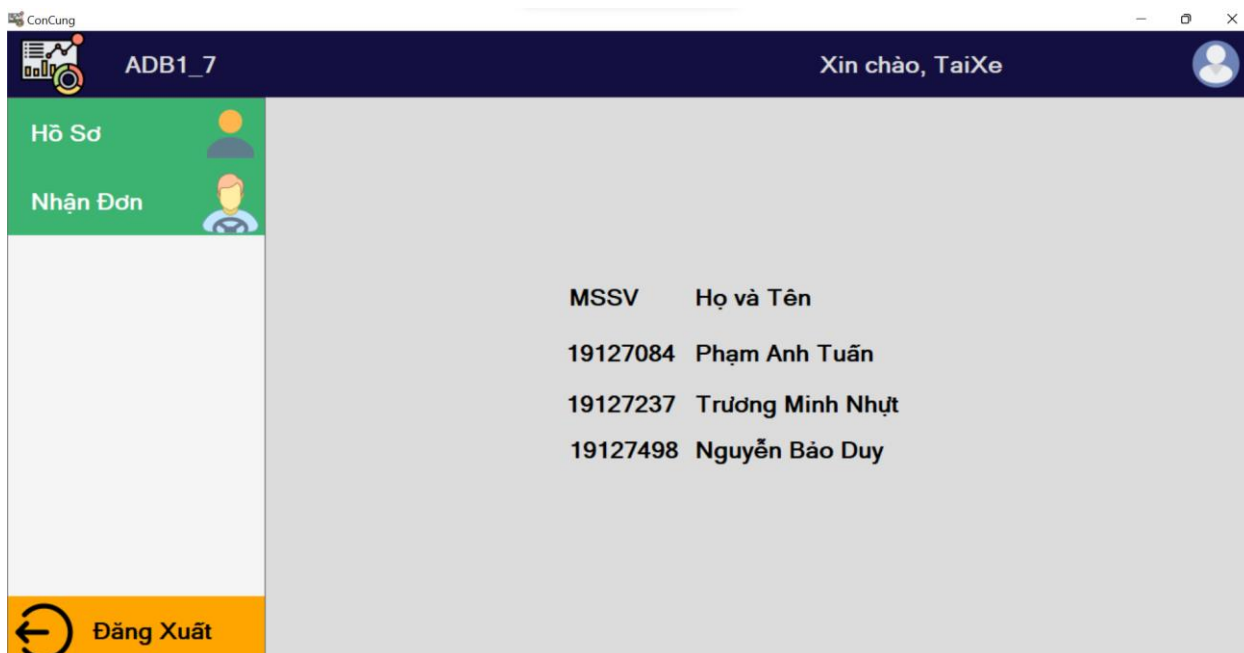 ConCung
ADB1_7 Xin chào, TaiXe
Hồ Sơ
Nhận Đơn
MSSV Họ và Tên
19127084 Phạm Anh Tuấn
19127237 Trương Minh Nhựt
19127498 Nguyễn Bảo Duy
Đăng Xuất